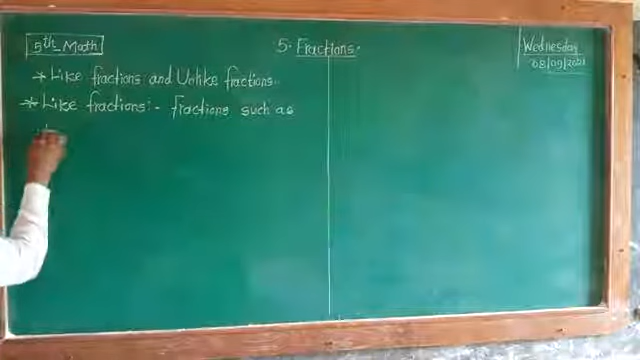 5th Math
5. Fractions.
Wednesday
08/09/2021
* Like fractions and Unlike fractions.
* Like fractions:- Fractions such as